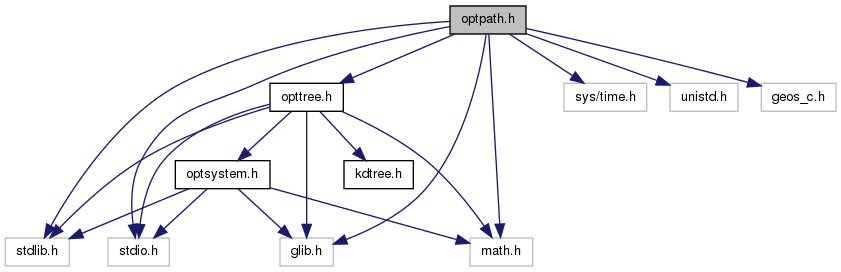 optpath.h
opttree.h
sys/time.h
unistd.h
geos_c.h
optsystem.h
kdtree.h
stdlib.h
stdio.h
glib.h
math.h